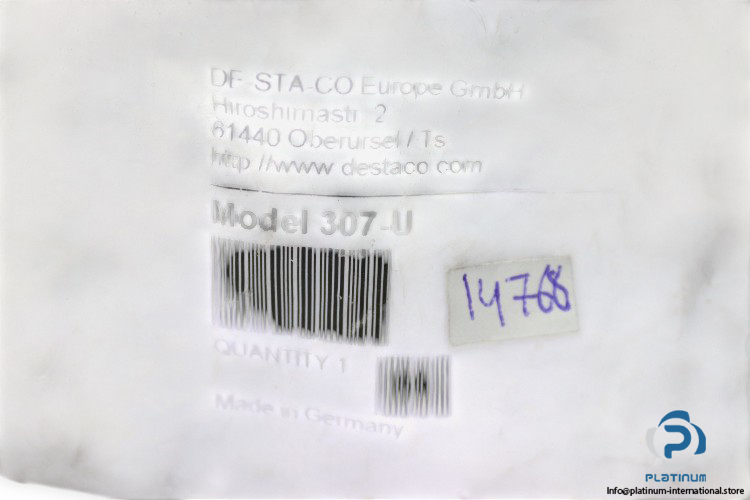 DE-STA-CO Europe GmbH
Hiroshimastr. 2
61440 Oberursel / Ts
http://www.destaco.com
Model 307-U
14768
QUANTITY 1
Made in Germany
PLATINUM
Info@platinum-international.store